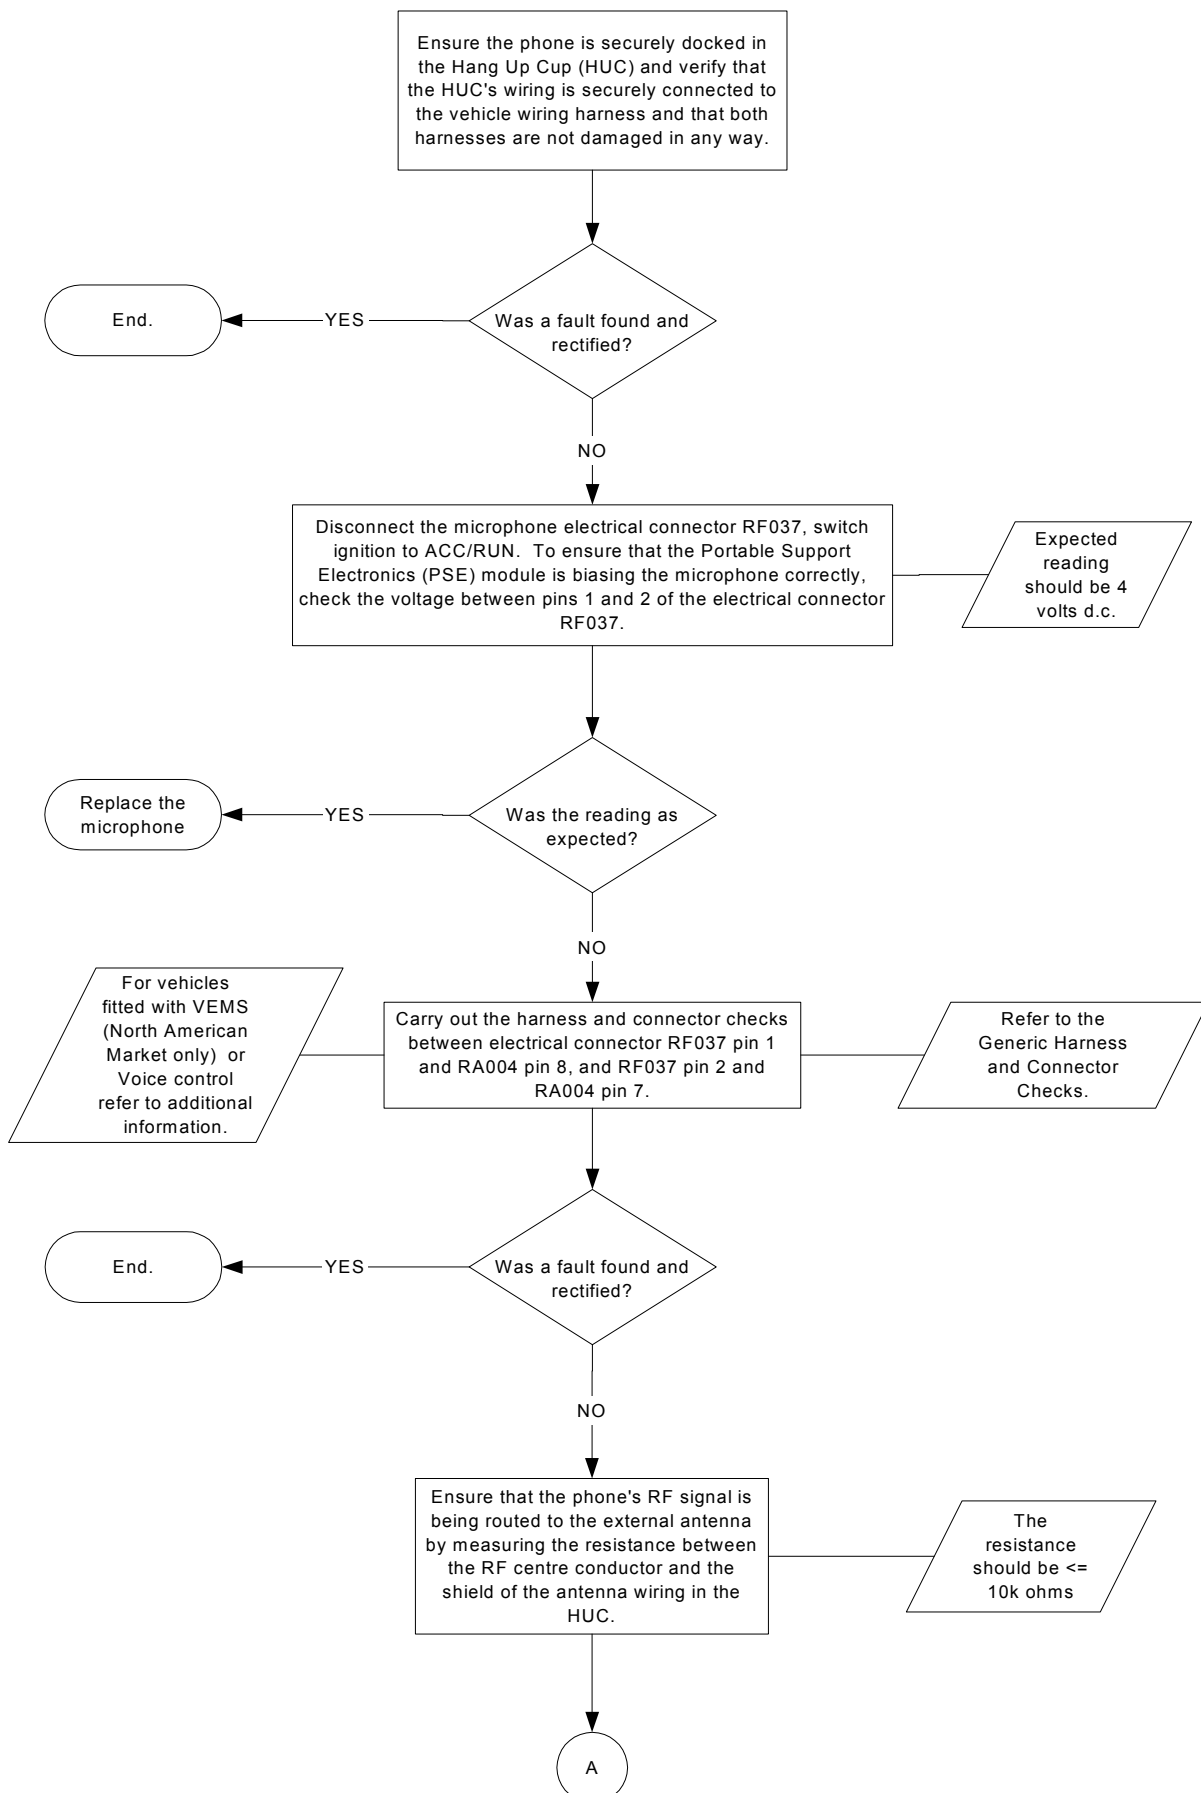 Ensure the phone is securely docked in
the Hang Up Cup (HUC) and verify that
the HUC's wiring is securely connected to
the vehicle wiring harness and that both
harnesses are not damaged in any way.
End.
YES
Was a fault found and
rectified?
NO
Disconnect the microphone electrical connector RF037, switch
ignition to ACC/RUN. To ensure that the Portable Support
Electronics (PSE) module is biasing the microphone correctly,
check the voltage between pins 1 and 2 of the electrical connector
RF037.
Expected
reading
should be 4
volts d.c.
Replace the
microphone
YES
Was the reading as
expected?
NO
For vehicles
fitted with VEMS
(North American
Market only) or
Voice control
refer to additional
information.
Carry out the harness and connector checks
between electrical connector RF037 pin 1
and RA004 pin 8, and RF037 pin 2 and
RA004 pin 7.
Refer to the
Generic Harness
and Connector
Checks.
End.
YES
Was a fault found and
rectified?
NO
Ensure that the phone's RF signal is
being routed to the external antenna
by measuring the resistance between
the RF centre conductor and the
shield of the antenna wiring in the
HUC.
The
resistance
should be <=
10k ohms
A